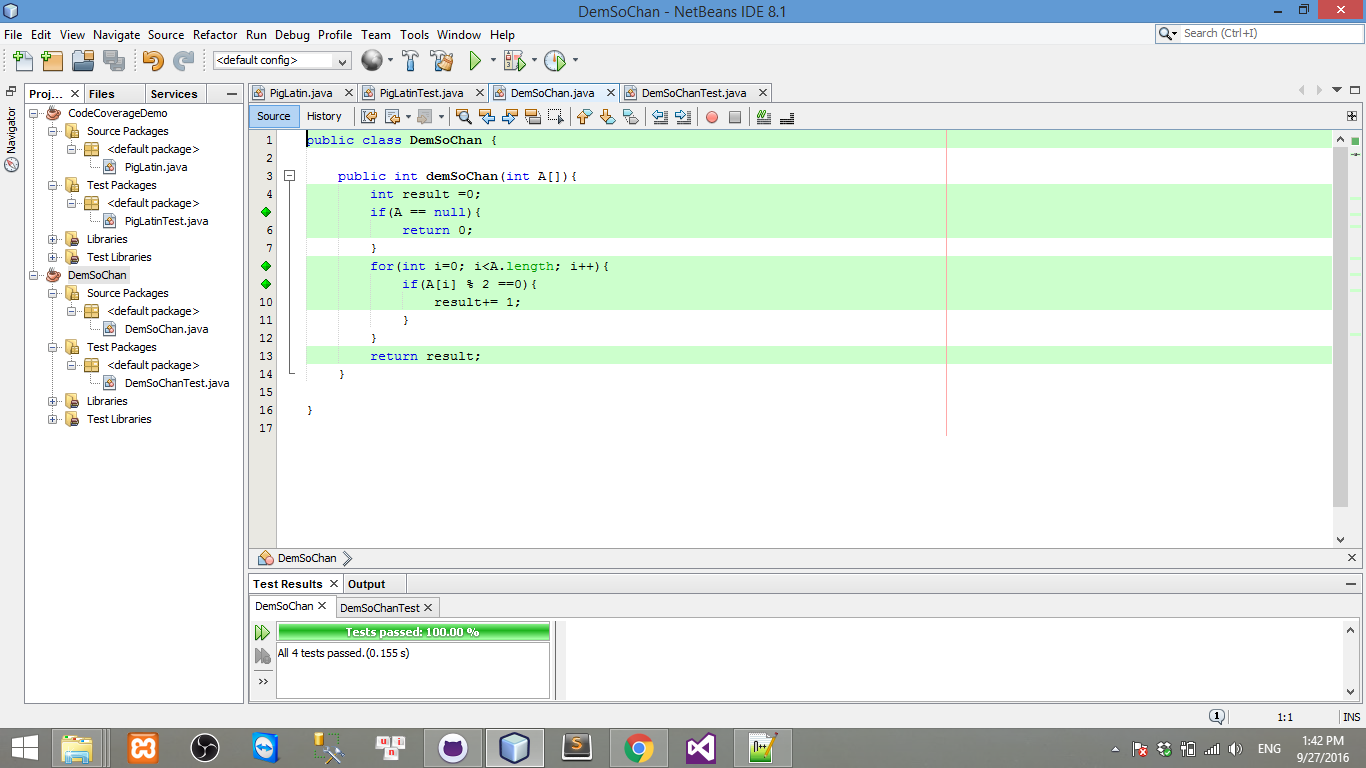 DemSoChan - NetBeans IDE 8.1
File Edit View Navigate Source Refactor Run Debug Profile Team Tools Window Help
Search (Ctrl+I)
<default config>
Proj... Files Services
Navigator
CodeCoverageDemo
Source Packages
<default package>
PigLatin.java
Test Packages
<default package>
PigLatinTest.java
Libraries
Test Libraries
DemSoChan
Source Packages
<default package>
DemSoChan.java
Test Packages
<default package>
DemSoChanTest.java
Libraries
Test Libraries
PigLatin.java PigLatinTest.java DemSoChan.java DemSoChanTest.java
Source History
1 public class DemSoChan {
2
3 public int demSoChan(int A[]){
4 int result =0;
if(A == null){
6 return 0;
7 }
for(int i=0; i<A.length; i++){
if(A[i] % 2 ==0){
10 result+= 1;
11 }
12 }
13 return result;
14 }
15
16 }
17
DemSoChan
Test Results Output
DemSoChan DemSoChanTest
Tests passed: 100.00 %
All 4 tests passed.(0.155 s)
1 1:1 INS
ENG
1:42 PM
9/27/2016